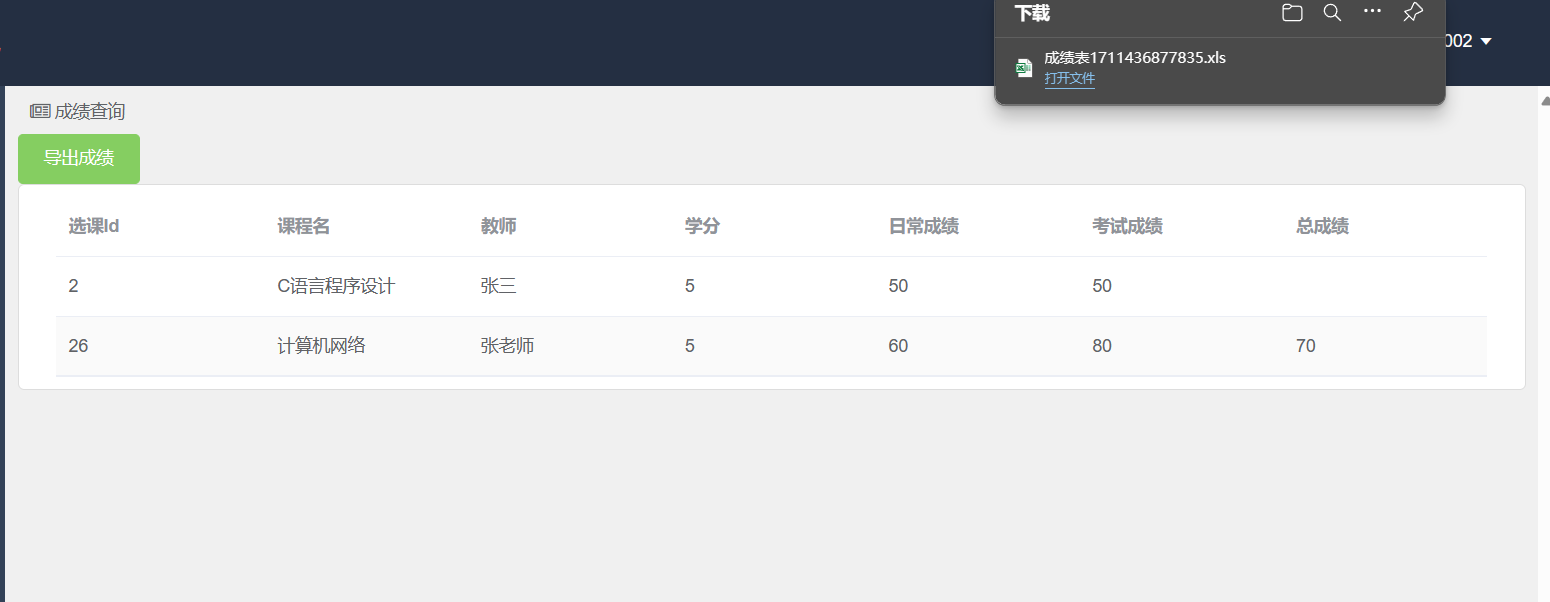 下载
002
成绩表1711436877835.xls
打开文件
成绩查询
导出成绩
选课Id 课程名 教师 学分 日常成绩 考试成绩 总成绩
2 C语言程序设计 张三 5 50 50
26 计算机网络 张老师 5 60 80 70